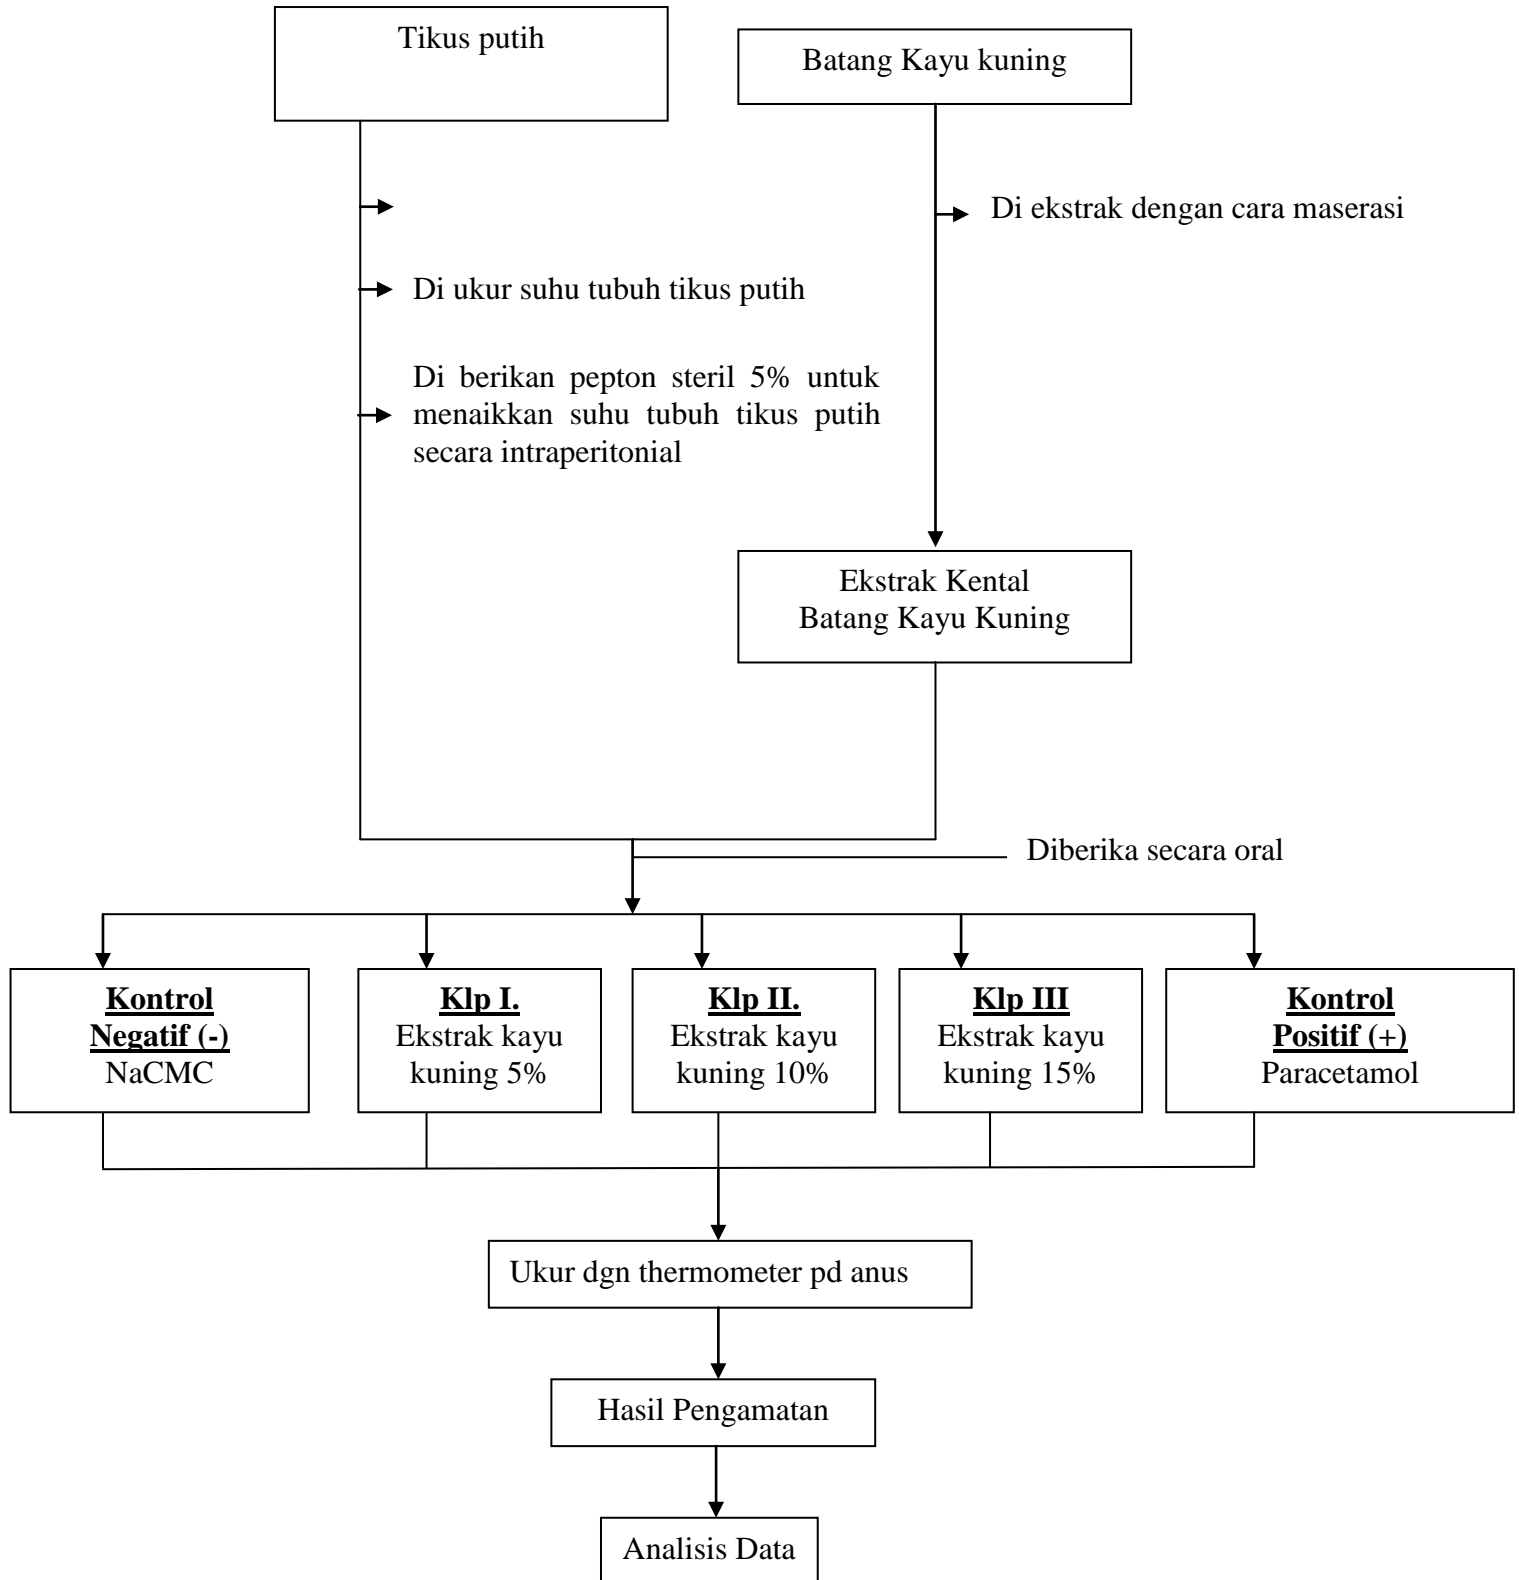 Tikus putih
Batang Kayu kuning
Di ekstrak dengan cara maserasi
Di ukur suhu tubuh tikus putih
Di berikan pepton steril 5% untuk
menaikkan suhu tubuh tikus putih
secara intraperitonial
Ekstrak Kental
Batang Kayu Kuning
Diberika secara oral
Kontrol
Negatif (-)
NaCMC
Klp I.
Ekstrak kayu
kuning 5%
Klp II.
Ekstrak kayu
kuning 10%
Klp III
Ekstrak kayu
kuning 15%
Kontrol
Positif (+)
Paracetamol
Ukur dgn thermometer pd anus
Hasil Pengamatan
Analisis Data